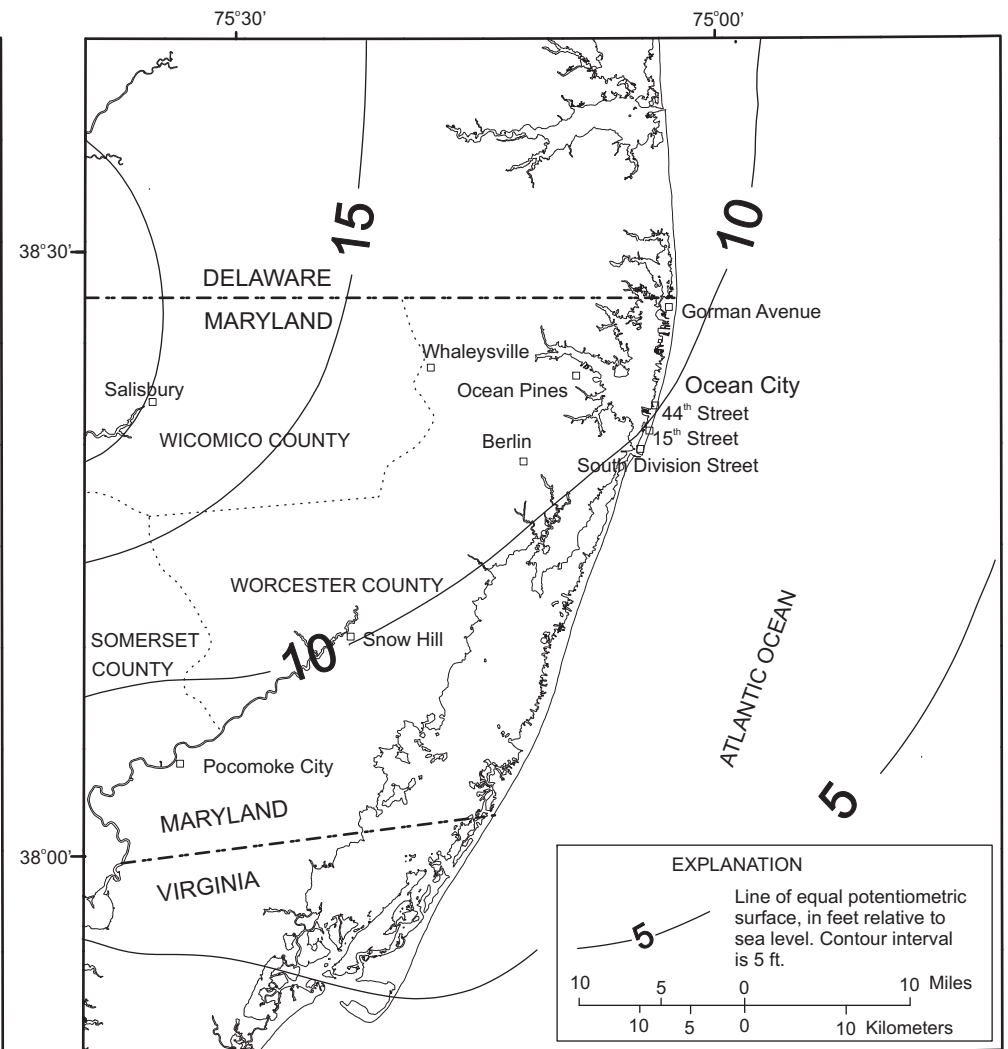 75°30’
75°00’
15
10
38°30’
DELAWARE
MARYLAND
Gorman Avenue
Whaleysville
Ocean Pines
Salisbury
Ocean City
44th Street
WICOMICO COUNTY
Berlin
15th Street
South Division Street
WORCESTER COUNTY
SOMERSET
COUNTY
10
Snow Hill
ATLANTIC OCEAN
Pocomoke City
5
MARYLAND
38°00’
VIRGINIA
EXPLANATION
5
Line of equal potentiometric
surface, in feet relative to
sea level. Contour interval
is 5 ft.
10 5 0 10 Miles
10 5 0 10 Kilometers